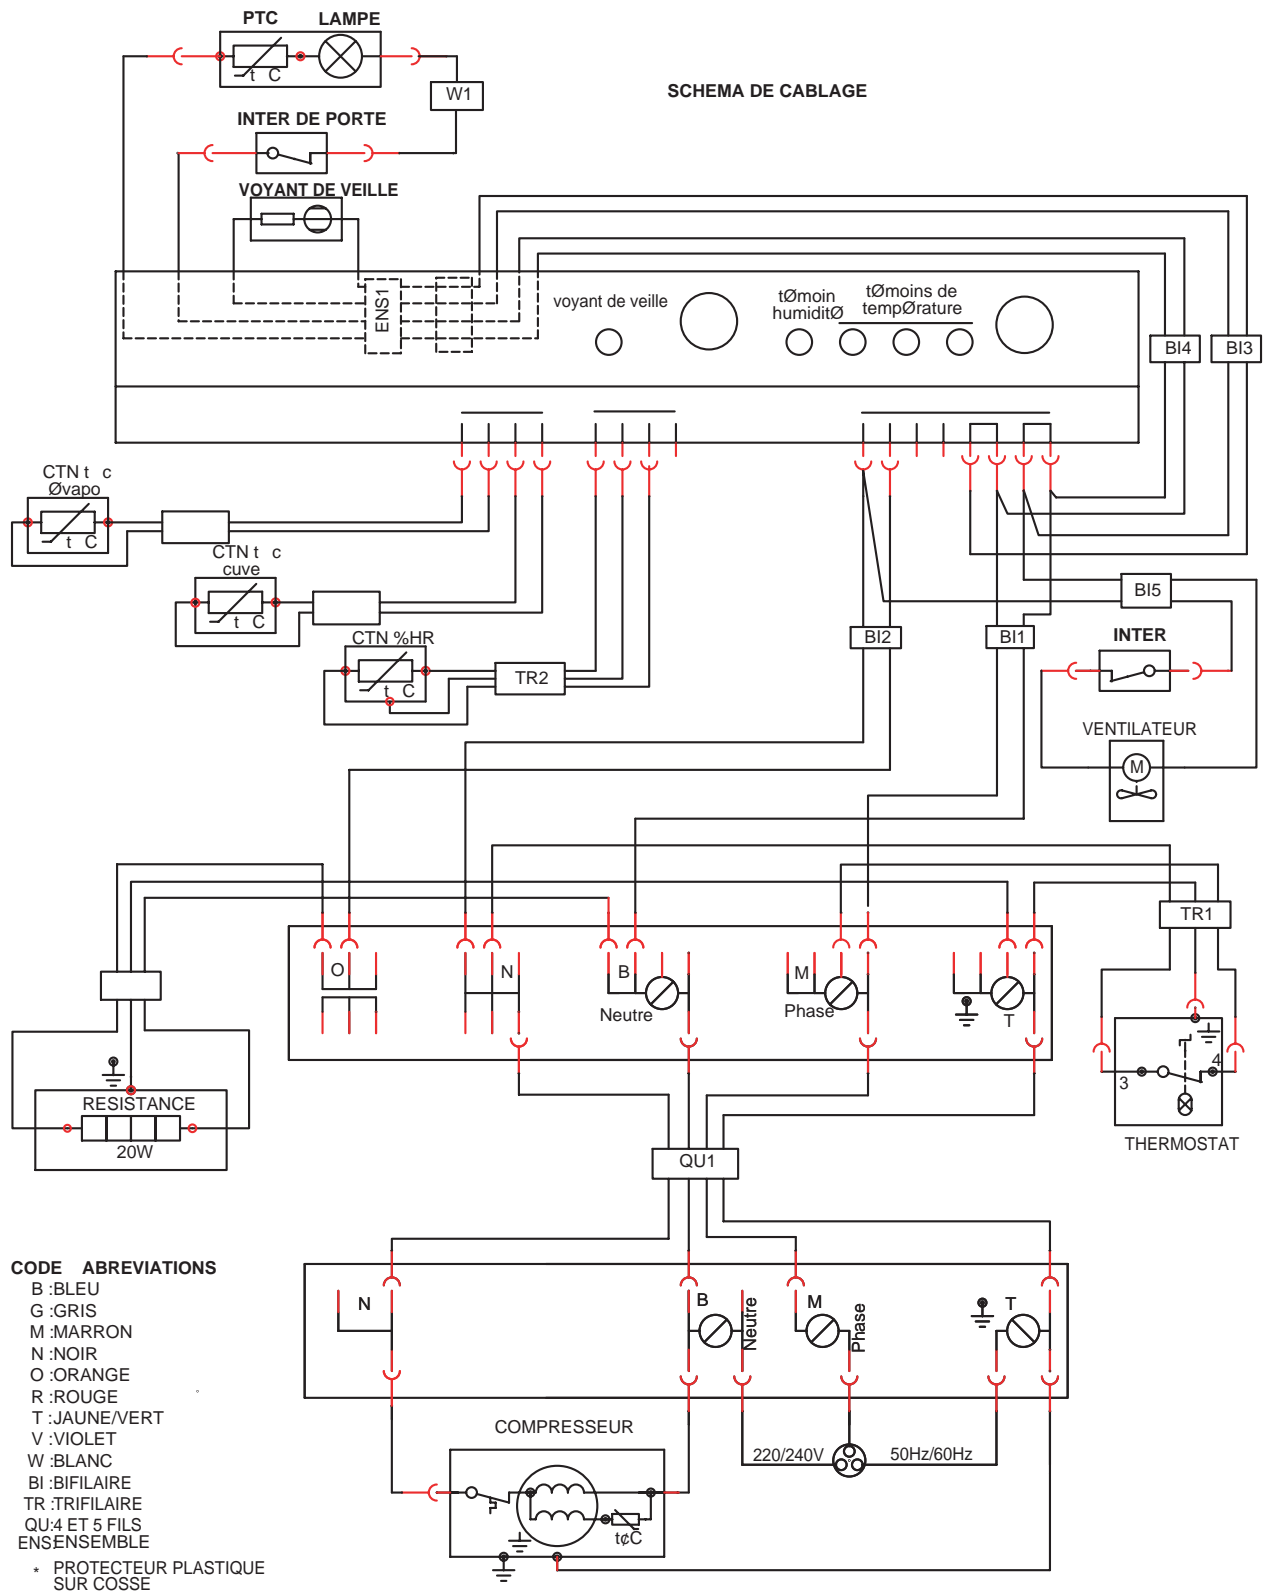 PTC LAMPE
t C
W1
SCHEMA DE CABLAGE
INTER DE PORTE
VOYANT DE VEILLE
ENS1
voyant de veille
tØmoin
humiditØ
tØmoins de
tempØrature
BI4
BI3
CTN t c
Øvapo
t C
CTN t c
cuve
t C
CTN %HR
t C
TR2
BI2
BI1
BI5
INTER
VENTILATEUR
M
TR1
O
N
B
Neutre
M
Phase
T
3
4
THERMOSTAT
RESISTANCE
20W
QU1
N
B
Neutre
M
Phase
T
COMPRESSEUR
220/240V
50Hz/60Hz
t¢C
CODE ABREVIATIONS
B :BLEU
G :GRIS
M :MARRON
N :NOIR
O :ORANGE
R :ROUGE
T :JAUNE/VERT
V :VIOLET
W :BLANC
BI :BIFILAIRE
TR :TRIFILAIRE
QU:4 ET 5 FILS
ENS:ENSEMBLE
* PROTECTEUR PLASTIQUE
SUR COSSE